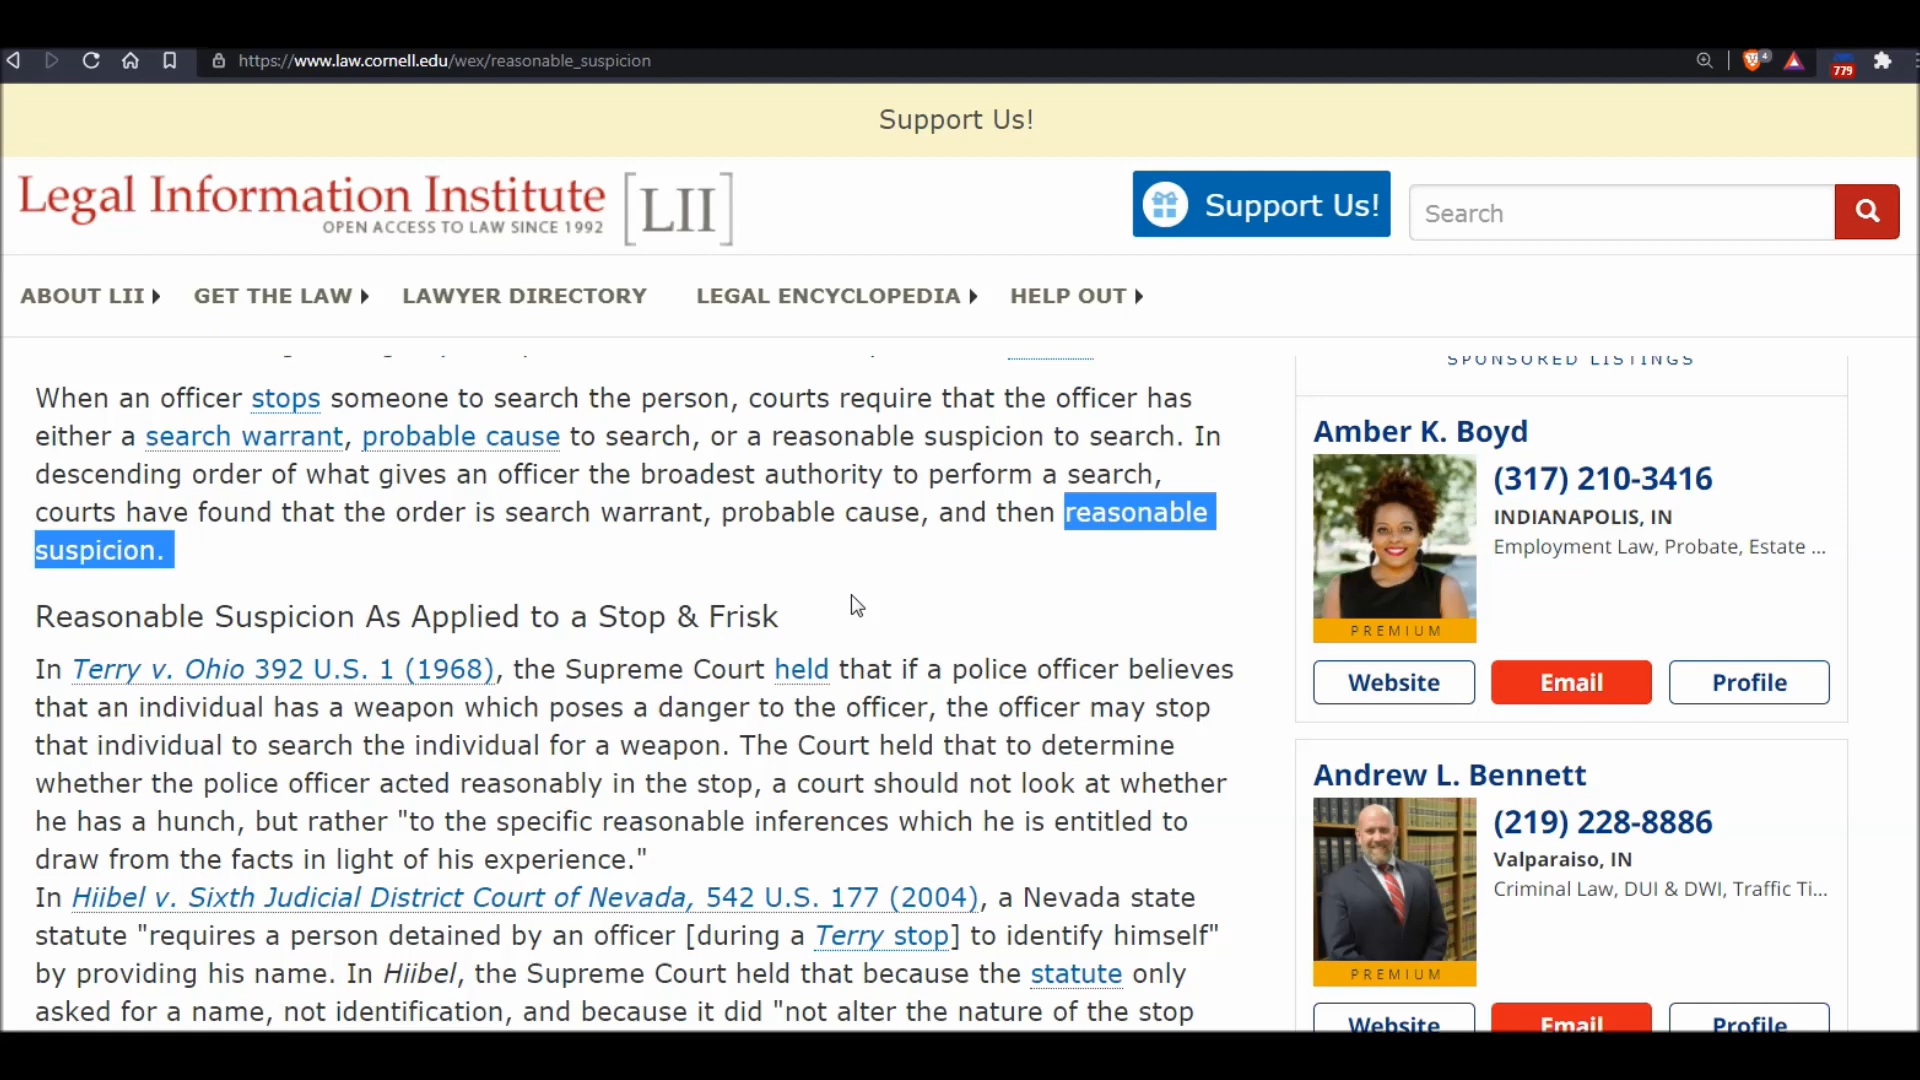 https://www.law.cornell.edu/wex/reasonable_suspicion
4
779
Support Us!
Legal Information Institute
OPEN ACCESS TO LAW SINCE 1992
[LII]
Support Us!
Search
ABOUT LII
GET THE LAW
LAWYER DIRECTORY
LEGAL ENCYCLOPEDIA
HELP OUT
When an officer stops someone to search the person, courts require that the officer has
either a search warrant, probable cause to search, or a reasonable suspicion to search. In
descending order of what gives an officer the broadest authority to perform a search,
courts have found that the order is search warrant, probable cause, and then reasonable
suspicion.
Reasonable Suspicion As Applied to a Stop & Frisk
In Terry v. Ohio 392 U.S. 1 (1968), the Supreme Court held that if a police officer believes
that an individual has a weapon which poses a danger to the officer, the officer may stop
that individual to search the individual for a weapon. The Court held that to determine
whether the police officer acted reasonably in the stop, a court should not look at whether
he has a hunch, but rather "to the specific reasonable inferences which he is entitled to
draw from the facts in light of his experience."
In Hiibel v. Sixth Judicial District Court of Nevada, 542 U.S. 177 (2004), a Nevada state
statute "requires a person detained by an officer [during a Terry stop] to identify himself"
by providing his name. In Hiibel, the Supreme Court held that because the statute only
asked for a name, not identification, and because it did "not alter the nature of the stop
SPONSORED LISTINGS
Amber K. Boyd
(317) 210-3416
INDIANAPOLIS, IN
Employment Law, Probate, Estate ...
PREMIUM
Website
Email
Profile
Andrew L. Bennett
(219) 228-8886
Valparaiso, IN
Criminal Law, DUI & DWI, Traffic Ti...
PREMIUM
Website
Email
Profile